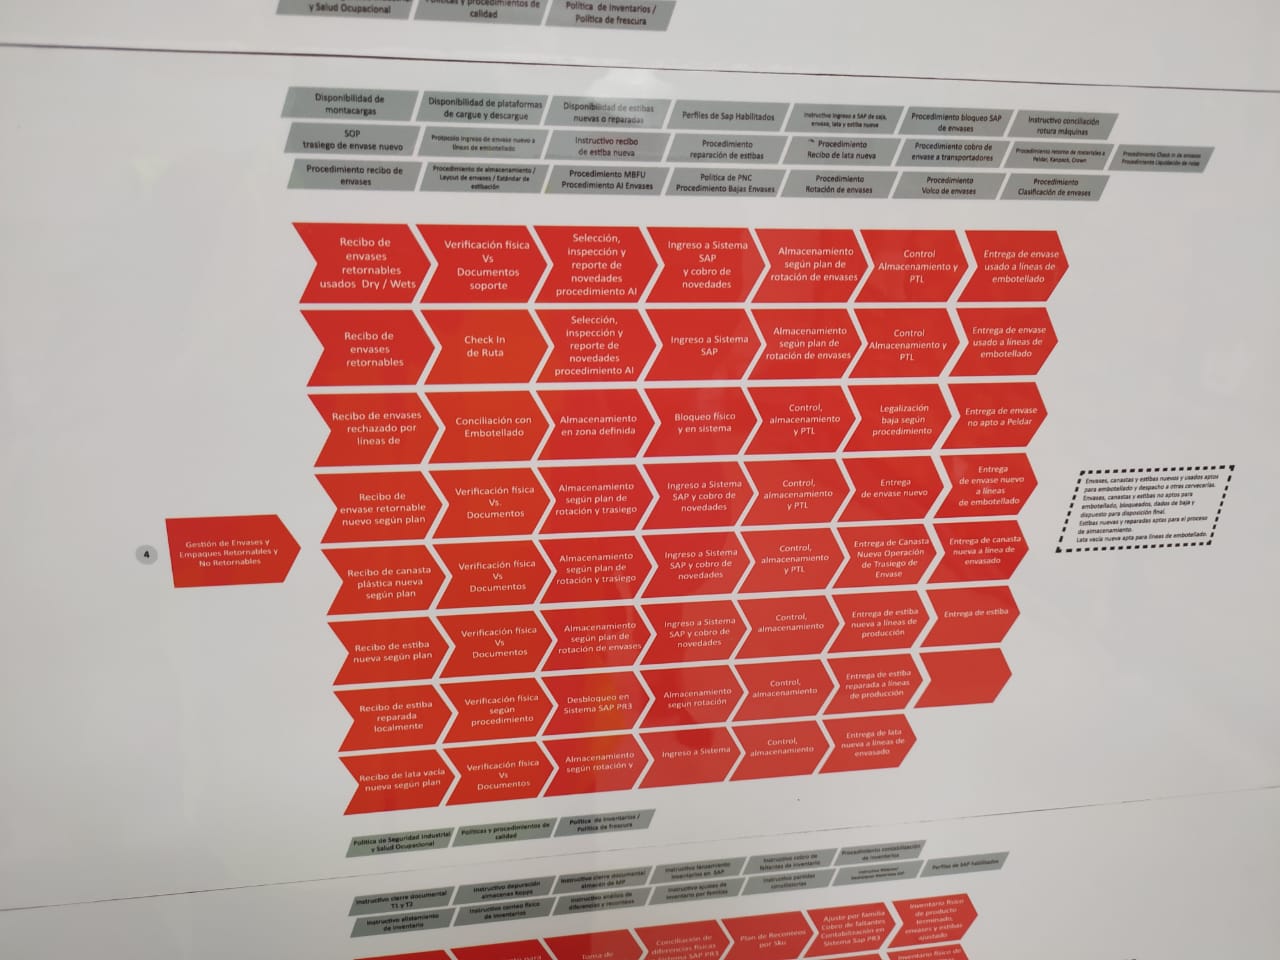 y Salud Ocupacional
y procedimientos de
calidad
Política de Inventarios /
Política de frescura
Disponibilidad de
montacargas
Disponibilidad de plataformas
de cargue y descargue
Disponibilidad de estibas
nuevas o reparadas
Perfiles de Sap Habilitados
Instructivo ingreso a SAP de caja,
envase, lata y estiba nueve
Procedimiento bloqueo SAP
de envases
Instructivo conciliación
rotura máquinas
SOP
trasiego de envase nuevo
Protocolo ingreso de envase nuevo a
líneas de embotellado
Instructivo recibo
de estiba nueva
Procedimiento
reparación de estibas
Procedimiento
Recibo de lata nueva
Procedimiento cobro de
envase a transportadores
Procedimiento retorno de materiales a
Peldar, Kanpack, Crown
Procedimiento Check in de envases
Procedimiento Liquidación de rutas
Procedimiento recibo de
envases
Procedimiento de almacenamiento /
Layout de envases / Estándar de
estibación
Procedimiento MBFU
Procedimiento AI Envases
Política de PNC
Procedimiento Bajas Envases
Procedimiento
Rotación de envases
Procedimiento
Volco de envases
Procedimiento
Clasificación de envases
Recibo de
envases
retornables
usados Dry / Wets
Verificación física
Vs
Documentos
soporte
Selección,
inspección y
reporte de
novedades
procedimiento AI
Ingreso a Sistema
SAP
y cobro de
novedades
Almacenamiento
según plan de
rotación de envases
Control
Almacenamiento y
PTL
Entrega de envase
usado a líneas de
embotellado
Recibo de
envases
retornables
Check In
de Ruta
Selección,
inspección y
reporte de
novedades
procedimiento AI
Ingreso a Sistema
SAP
Almacenamiento
según plan de
rotación de envases
Control
Almacenamiento y
PTL
Entrega de envase
usado a líneas de
embotellado
Recibo de envases
rechazado por
líneas de
Conciliación con
Embotellado
Almacenamiento
en zona definida
Bloqueo físico
y en sistema
Control,
almacenamiento
y PTL
Legalización
baja según
procedimiento
Entrega de envase
no apto a Peldar
Recibo de
envase retornable
nuevo según plan
Verificación física
Vs.
Documentos
Almacenamiento
según plan de
rotación y trasiego
Ingreso a Sistema
SAP y cobro de
novedades
Control,
almacenamiento
y PTL
Entrega
de envase nuevo
Entrega
de envase nuevo
a líneas
de embotellado
Envases, canastas y estibas nuevos y usados aptos
para embotellado y despacho a otras cervecerías.
Envases, canastas y estibas no aptos para
embotellado, bloqueados, dados de baja y
dispuesto para disposición final.
Estibas nuevas y reparadas aptas para el proceso
de almacenamiento.
Lata vacía nueva apta para líneas de embotellado.
4
Gestión de Envases y
Empaques Retornables y
No Retornables
Recibo de canasta
plástica nueva
según plan
Verificación física
Vs
Documentos
Almacenamiento
según plan de
rotación y trasiego
Ingreso a Sistema
SAP y cobro de
novedades
Control,
almacenamiento
y PTL
Entrega de Canasta
Nueva Operación
de Trasiego de
Envase
Entrega de canasta
nueva a línea de
envasado
Recibo de estiba
nueva según plan
Verificación física
Vs
Documentos
Almacenamiento
según plan de
rotación de envases
Ingreso a Sistema
SAP y cobro de
novedades
Control,
almacenamiento
Entrega de estiba
nueva a líneas de
producción
Entrega de estiba
Recibo de estiba
reparada
localmente
Verificación física
según
procedimiento
Desbloqueo en
Sistema SAP PR3
Almacenamiento
según rotación
Control,
almacenamiento
Entrega de estiba
reparada a líneas
de producción
Recibo de lata vacía
nueva según plan
Verificación física
Vs
Documentos
Almacenamiento
según rotación y
Ingreso a Sistema
Control,
almacenamiento
Entrega de lata
nueva a líneas de
envasado
Política de Seguridad Industrial
y Salud Ocupacional
Políticas y procedimientos de
calidad
Política de Inventarios /
Política de frescura
Instructivo cierre documental
T1 y T2
Instructivo depuración
almacenes Kopps
Instructivo cierre documental
almacén de MP
Instructivo lanzamiento
inventarios en SAP
Instructivo cobro de
faltantes de inventario
Procedimiento contabilización
de inventarios
Instructivo alistamiento
de inventario
Instructivo conteo físico
de inventarios
Instructivo análisis de
diferencias y reconteos
Instructivo ajustes de
inventario por familias
Instructivo partidas
conciliatorias
Perfiles de SAP habilitados
Toma de
Conciliación de
diferencias físicas
Sistema SAP PR3
Plan de Reconteos
por Sku
Ajuste por familia
Cobro de faltantes
Contabilización en
Sistema Sap PR3
Inventario físico
de producto
terminado,
envases y estibas
ajustado
Inventario físico de